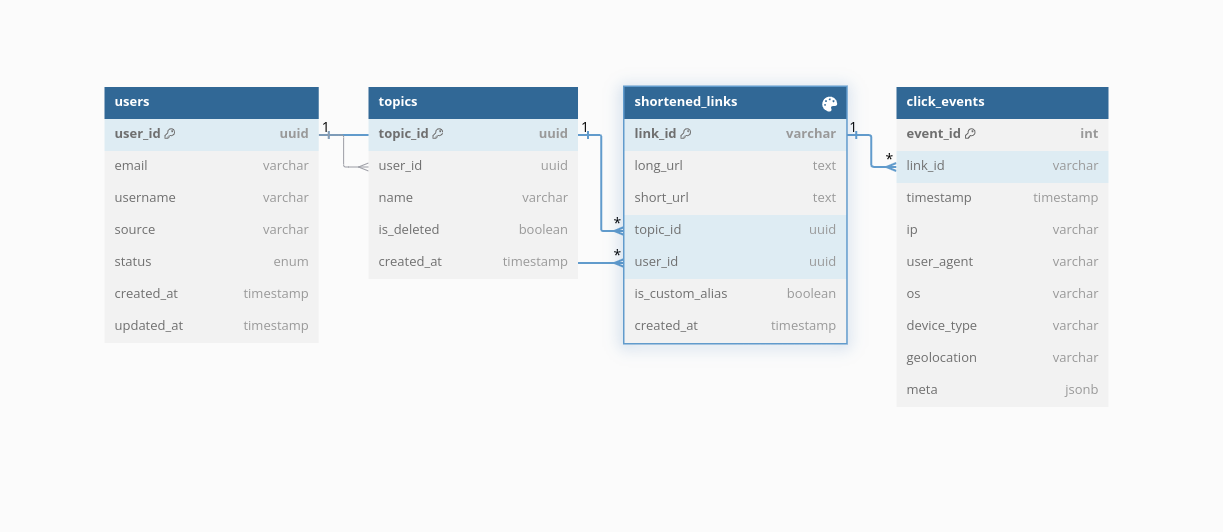 users
user_id uuid
email varchar
username varchar
source varchar
status enum
created_at timestamp
updated_at timestamp
1
topics
topic_id uuid
user_id uuid
name varchar
is_deleted boolean
created_at timestamp
1
*
*
shortened_links
link_id varchar
long_url text
short_url text
topic_id uuid
user_id uuid
is_custom_alias boolean
created_at timestamp
1
*
click_events
event_id int
link_id varchar
timestamp timestamp
ip varchar
user_agent varchar
os varchar
device_type varchar
geolocation varchar
meta jsonb